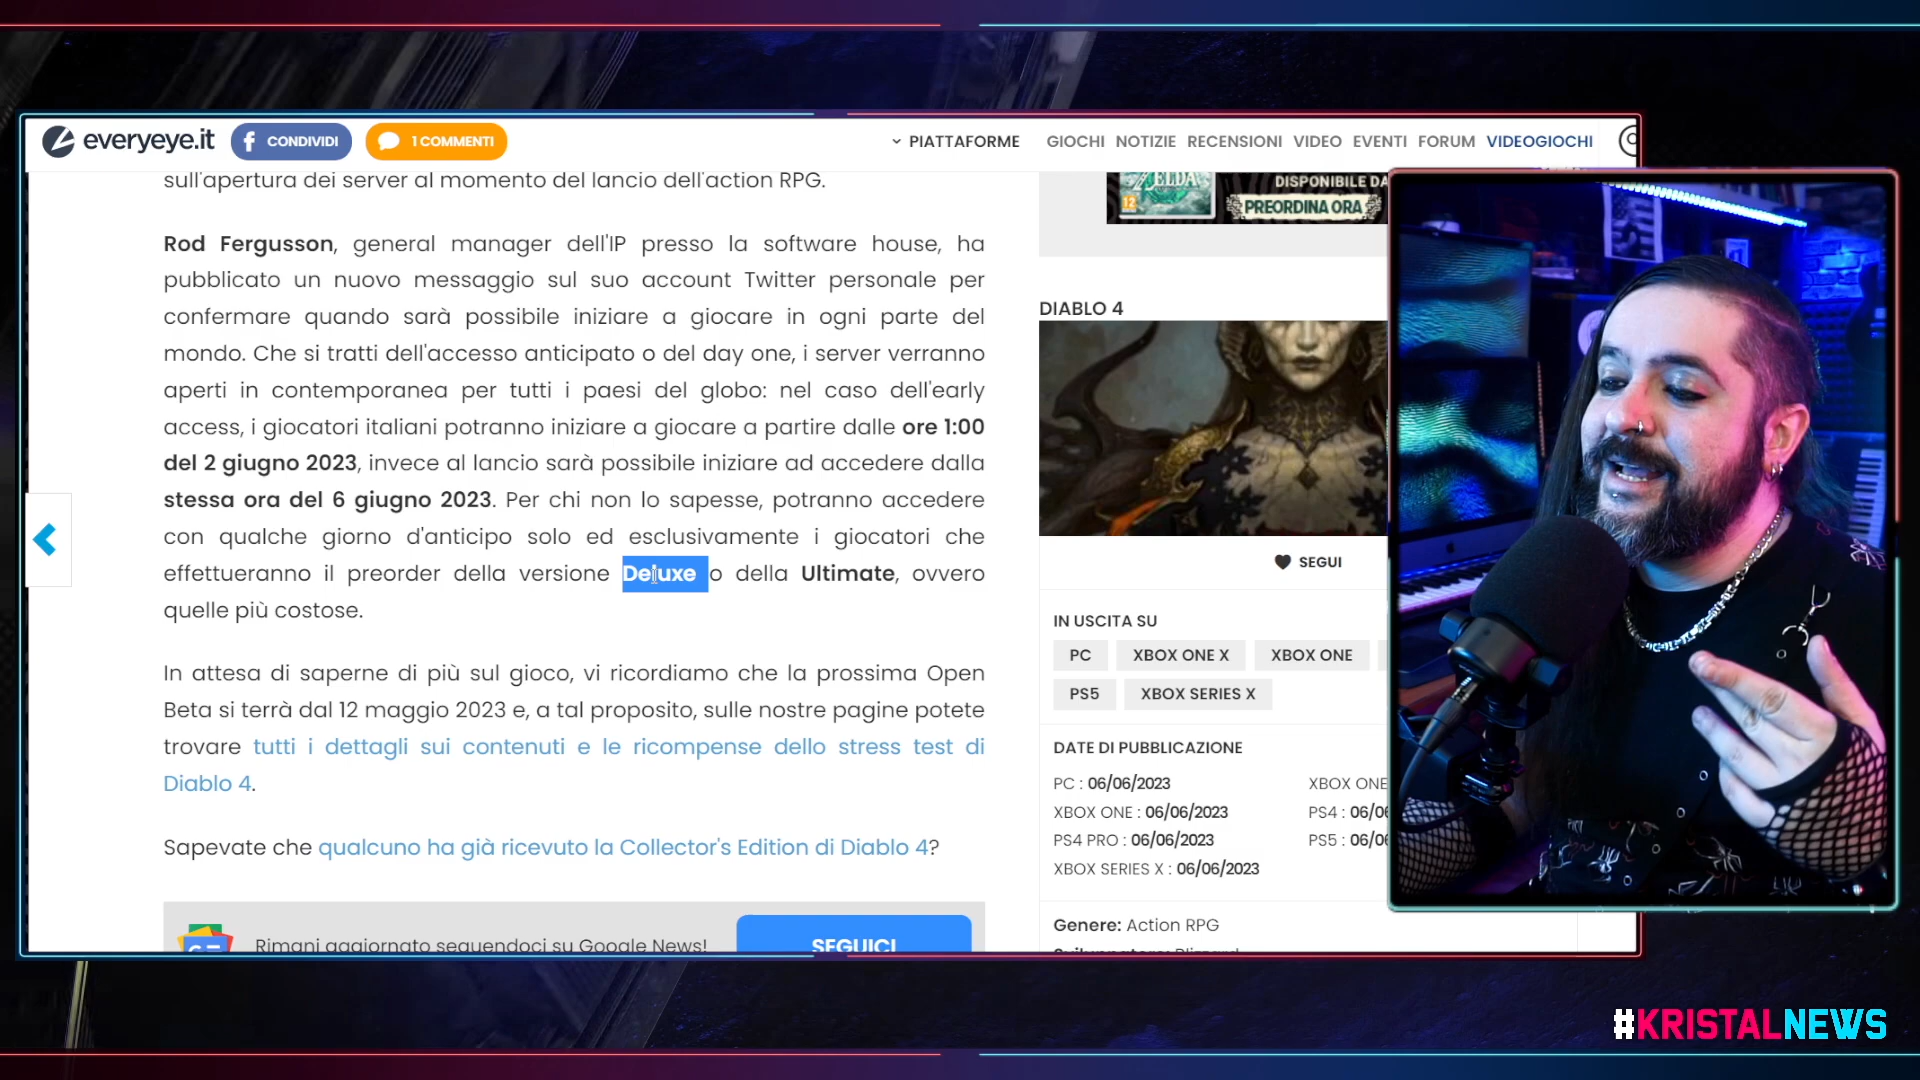 everyeye.it
CONDIVIDI
1 COMMENTI
PIATTAFORME
GIOCHI NOTIZIE RECENSIONI VIDEO EVENTI FORUM VIDEOGIOCHI
sull'apertura dei server al momento del lancio dell'action RPG.
Rod Fergusson, general manager dell'IP presso la software house, ha
pubblicato un nuovo messaggio sul suo account Twitter personale per
confermare quando sarà possibile iniziare a giocare in ogni parte del
mondo. Che si tratti dell'accesso anticipato o del day one, i server verranno
aperti in contemporanea per tutti i paesi del globo: nel caso dell'early
access, i giocatori italiani potranno iniziare a giocare a partire dalle ore 1:00
del 2 giugno 2023, invece al lancio sarà possibile iniziare ad accedere dalla
stessa ora del 6 giugno 2023. Per chi non lo sapesse, potranno accedere
con qualche giorno d'anticipo solo ed esclusivamente i giocatori che
effettueranno il preorder della versione Deluxe o della Ultimate, ovvero
quelle più costose.
In attesa di saperne di più sul gioco, vi ricordiamo che la prossima Open
Beta si terrà dal 12 maggio 2023 e, a tal proposito, sulle nostre pagine potete
trovare tutti i dettagli sui contenuti e le ricompense dello stress test di
Diablo 4.
Sapevate che qualcuno ha già ricevuto la Collector's Edition di Diablo 4?
Rimani aggiornato seguendoci su Google News!
SEGUICI
ZELDA
12
DISPONIBILE DA
PREORDINA ORA
DIABLO 4
SEGUI
IN USCITA SU
PC XBOX ONE X XBOX ONE
PS5 XBOX SERIES X
DATE DI PUBBLICAZIONE
PC : 06/06/2023 XBOX ONE
XBOX ONE : 06/06/2023 PS4 : 06/0
PS4 PRO : 06/06/2023 PS5 : 06/0
XBOX SERIES X : 06/06/2023
Genere: Action RPG
Sviluppatore: Blizzard
#KRISTALNEWS